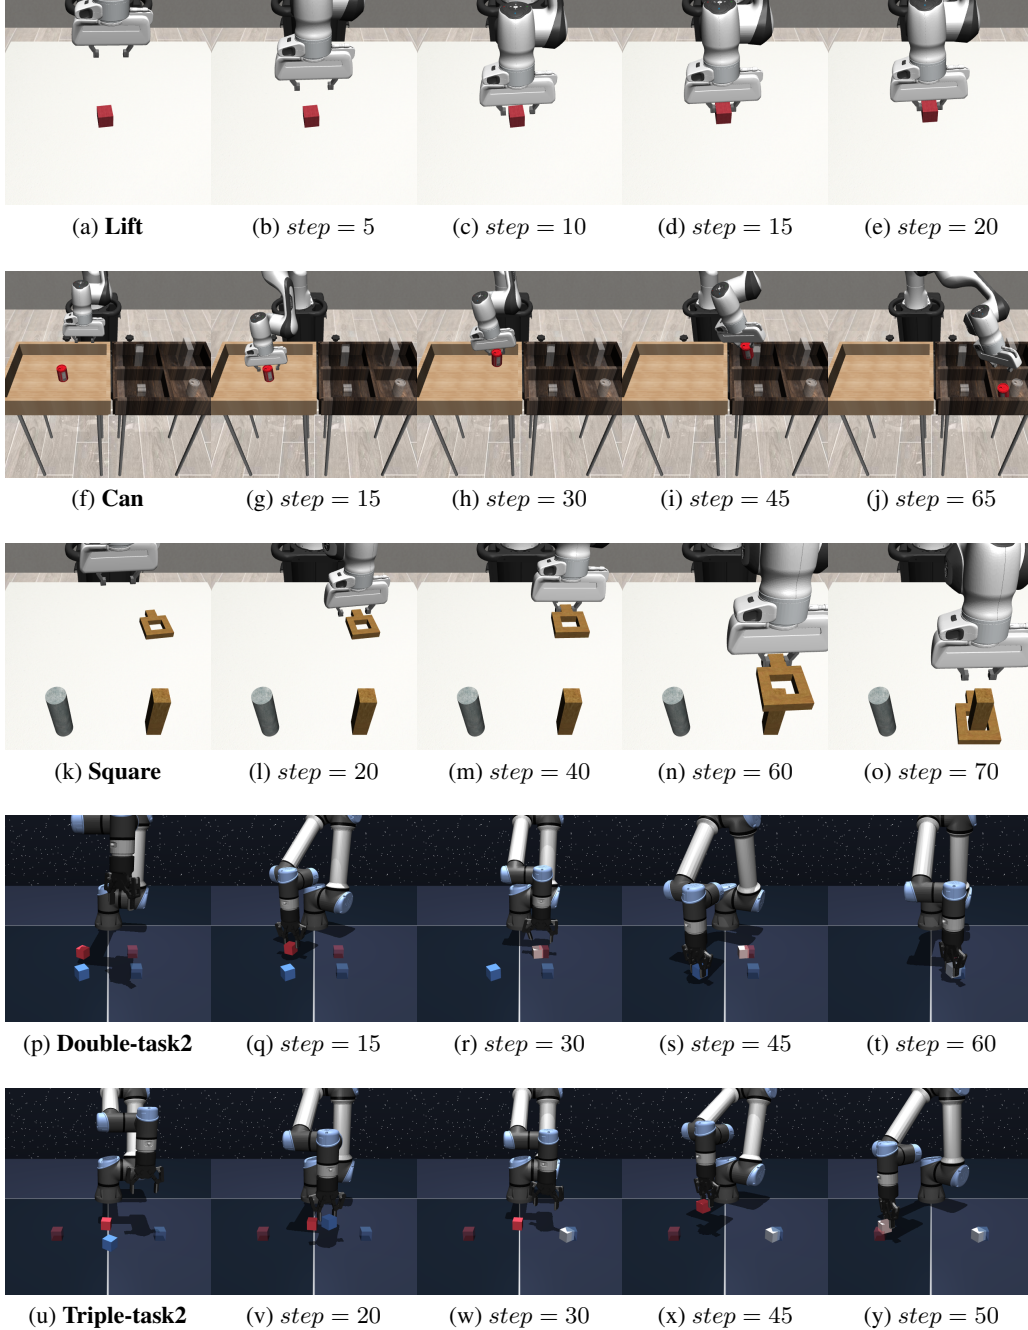 (a) Lift (b) step = 5 (c) step = 10 (d) step = 15 (e) step = 20
(f) Can (g) step = 15 (h) step = 30 (i) step = 45 (j) step = 65
(k) Square (l) step = 20 (m) step = 40 (n) step = 60 (o) step = 70
(p) Double-task2 (q) step = 15 (r) step = 30 (s) step = 45 (t) step = 60
(u) Triple-task2 (v) step = 20 (w) step = 30 (x) step = 45 (y) step = 50